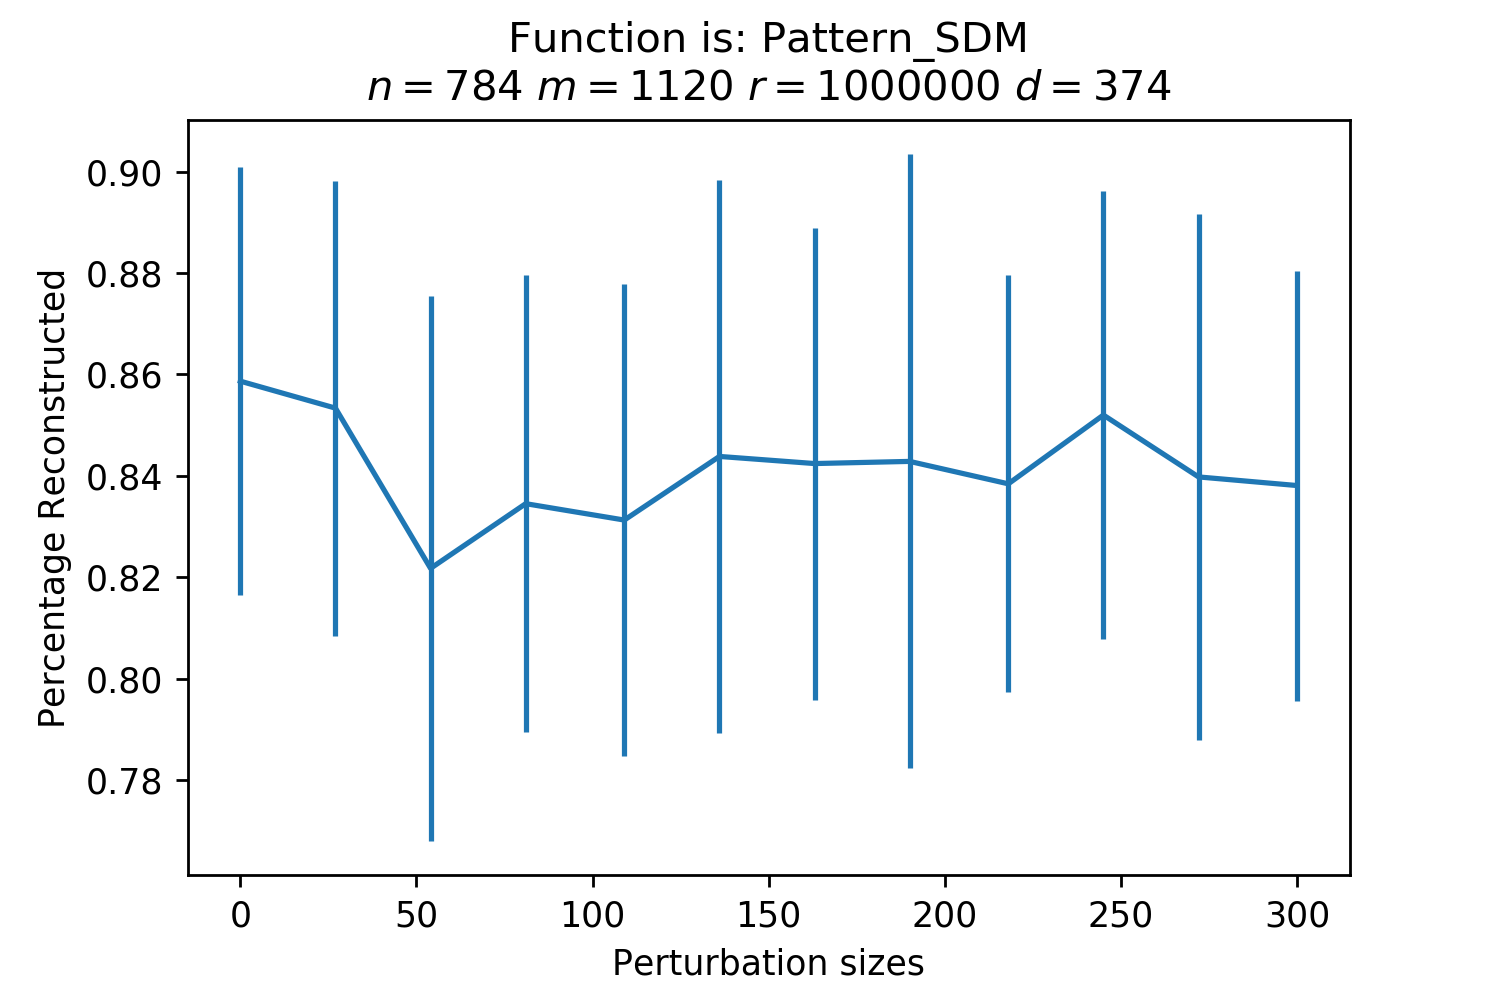 Function is: Pattern_SDM
n = 784 m = 1120 r = 1000000 d = 374
Percentage Reconstructed
0.90
0.88
0.86
0.84
0.82
0.80
0.78
0 50 100 150 200 250 300
Perturbation sizes